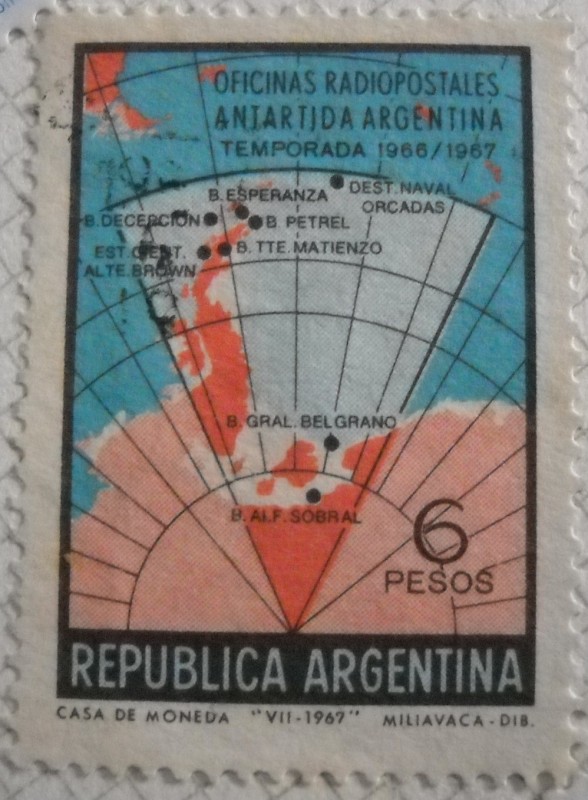 OFICINAS RADIOPOSTALES
ANTARTIDA ARGENTINA
TEMPORADA 1966/1967
B. ESPERANZA
DEST. NAVAL
ORCADAS
B. DECEPCION
B. PETREL
EST. CIENT.
ALTE. BROWN
B. TTE. MATIENZO
B. GRAL. BELGRANO
B. ALF. SOBRAL
6
PESOS
REPUBLICA ARGENTINA
CASA DE MONEDA "VII-1967" MILIAVACA - DIB.